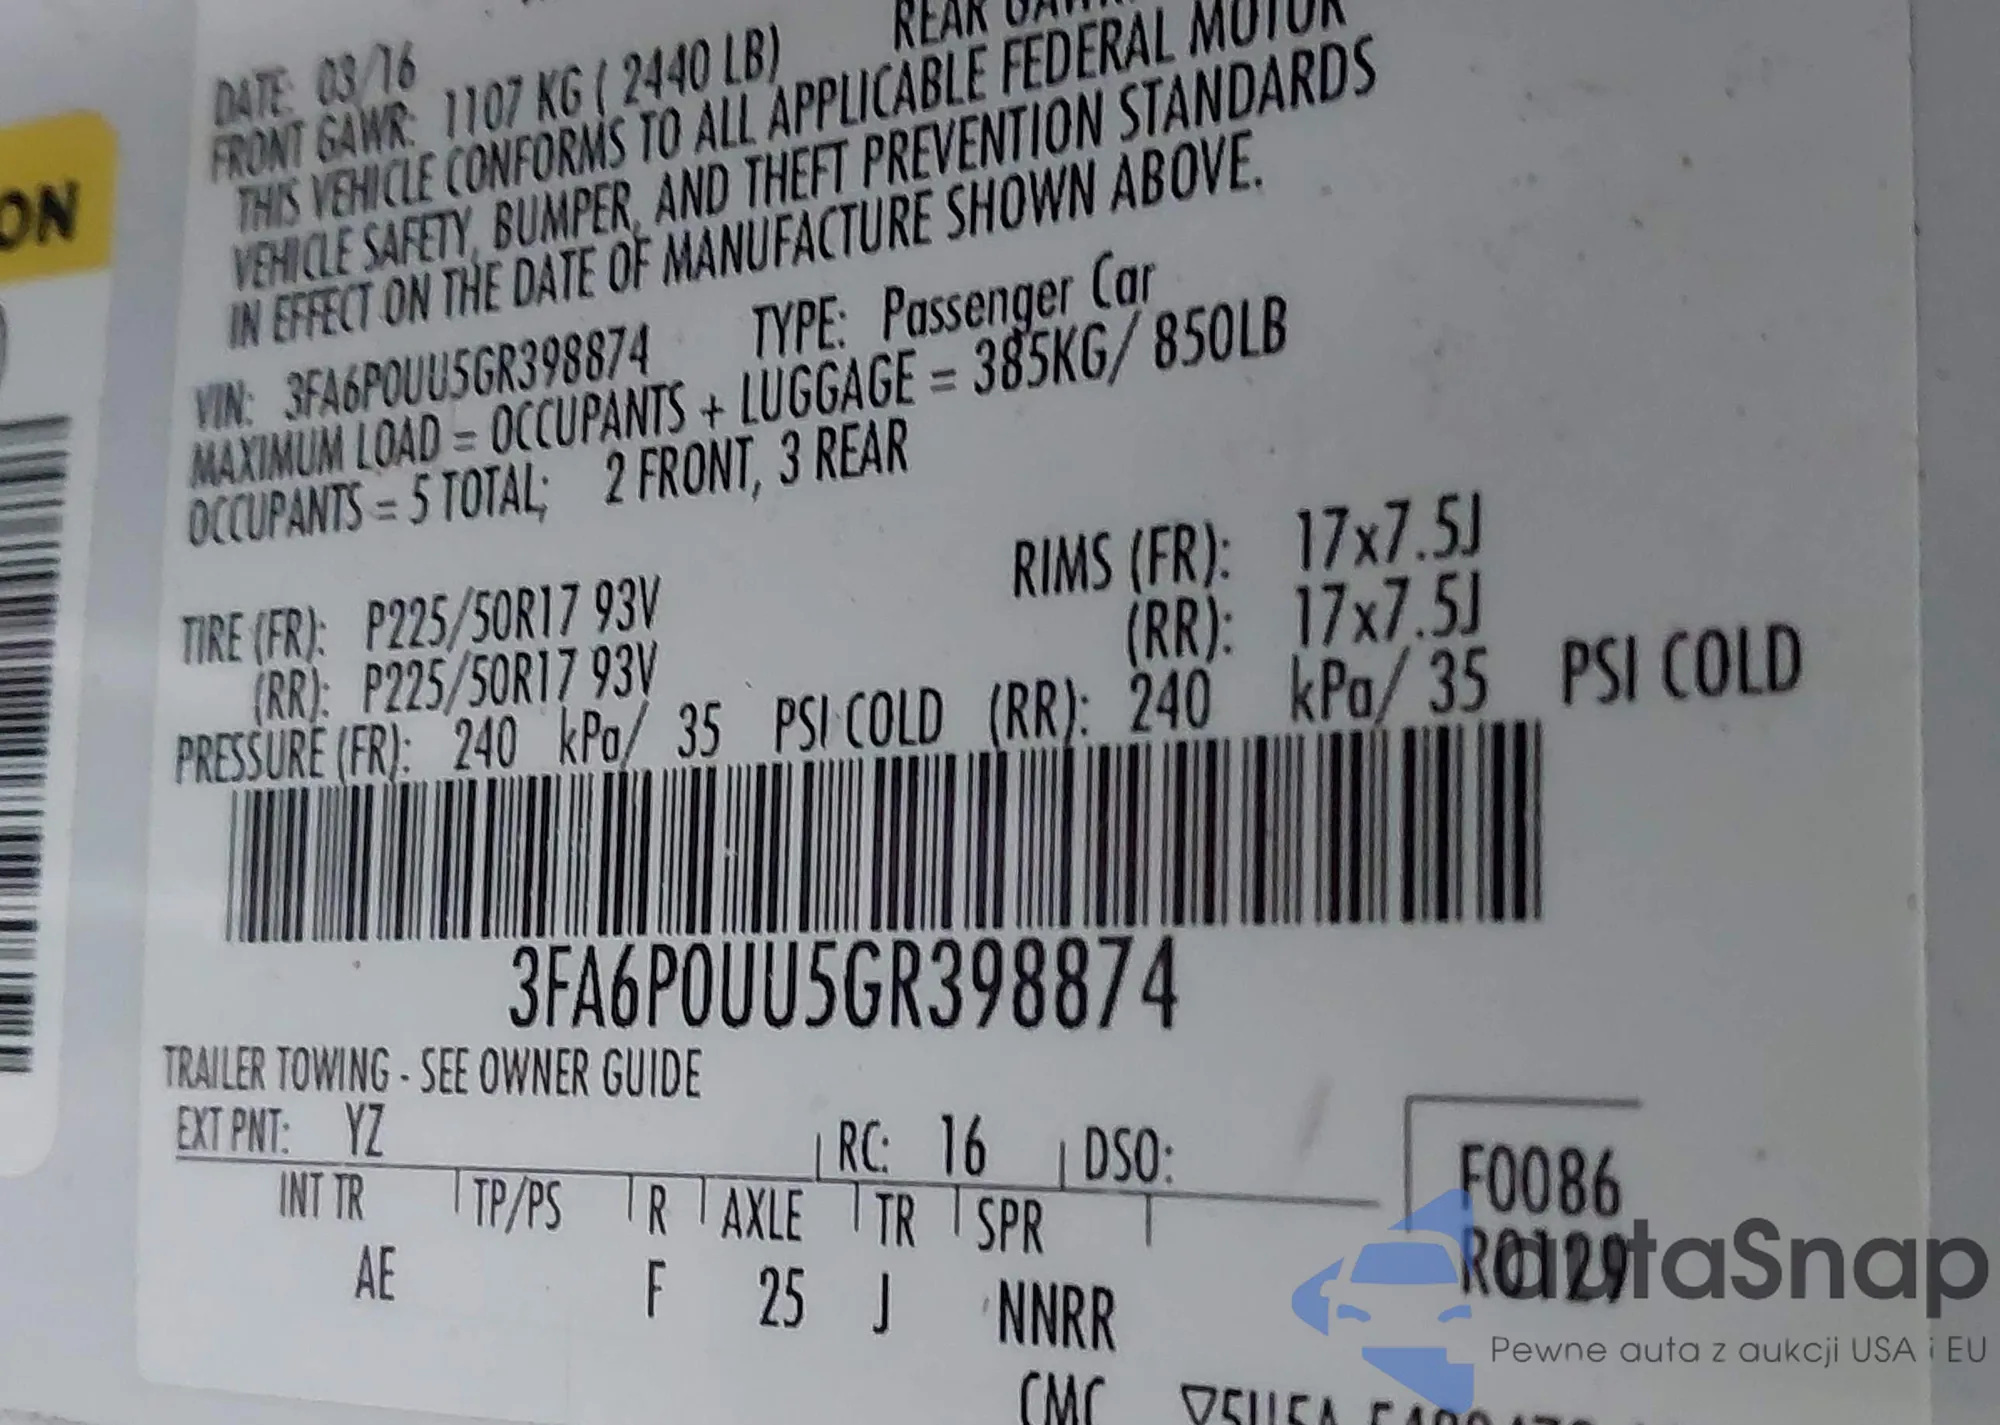 DATE: 03/16
FRONT GAWR: 1107 KG ( 2440 LB) REAR
THIS VEHICLE CONFORMS TO ALL APPLICABLE FEDERAL MOTOR
VEHICLE SAFETY, BUMPER, AND THEFT PREVENTION STANDARDS
IN EFFECT ON THE DATE OF MANUFACTURE SHOWN ABOVE.
VIN: 3FA6P0UU5GR398874 TYPE: Passenger Car
MAXIMUM LOAD = OCCUPANTS + LUGGAGE = 385KG/ 850LB
OCCUPANTS = 5 TOTAL; 2 FRONT, 3 REAR
TIRE (FR): P225/50R17 93V RIMS (FR): 17x7.5J
(RR): P225/50R17 93V (RR): 17x7.5J
PRESSURE (FR): 240 kPa/ 35 PSI COLD (RR): 240 kPa/ 35 PSI COLD
3FA6P0UU5GR398874
TRAILER TOWING - SEE OWNER GUIDE
EXT PNT: YZ RC: 16 DSO: F0086
INT TR TP/PS R AXLE TR SPR R0129
AE F 25 J NNRR
CMC
ON
autaSnap
Pewne auta z aukcji USA i EU